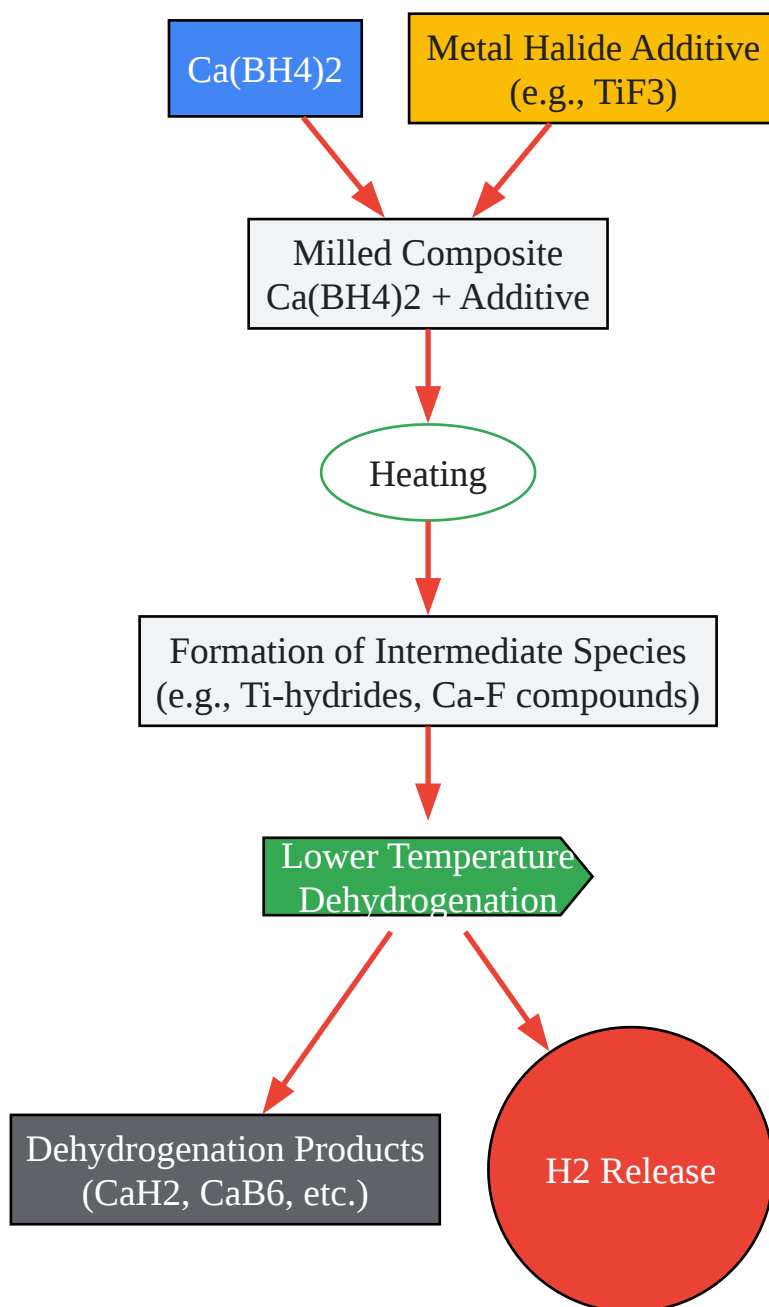 Ca(BH4)2
Metal Halide Additive
(e.g., TiF3)
Milled Composite
Ca(BH4)2 + Additive
Heating
Formation of Intermediate Species
(e.g., Ti-hydrides, Ca-F compounds)
Lower Temperature
Dehydrogenation
Dehydrogenation Products
(CaH2, CaB6, etc.)
H2 Release